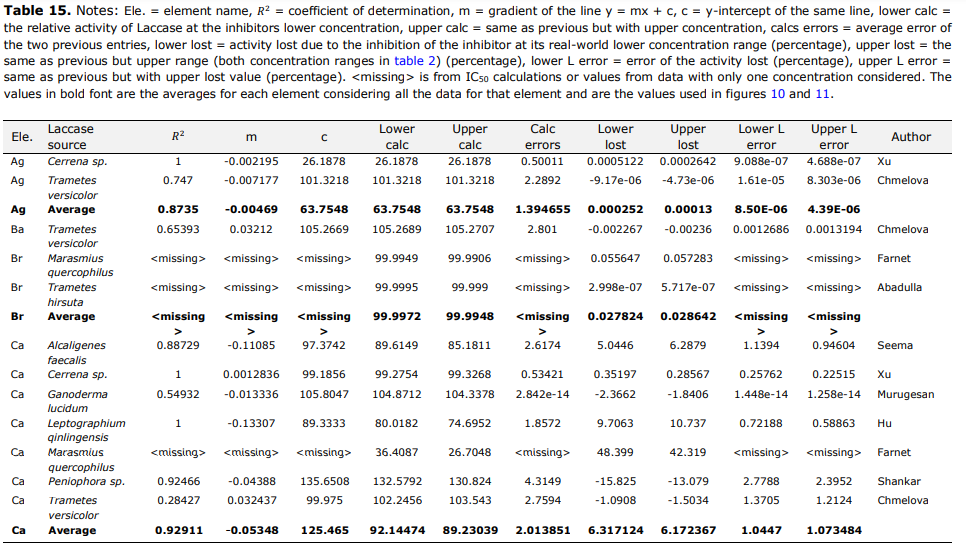 Table 15. Notes: Ele. = element name, R² = coefficient of determination, m = gradient of the line y = mx + c, c = y-intercept of the same line, lower calc =
the relative activity of Laccase at the inhibitors lower concentration, upper calc = same as previous but with upper concentration, calcs errors = average error of
the two previous entries, lower lost = activity lost due to the inhibition of the inhibitor at its real-world lower concentration range (percentage), upper lost = the
same as previous but upper range (both concentration ranges in table 2) (percentage), lower L error = error of the activity lost (percentage), upper L error =
same as previous but with upper lost value (percentage). <missing> is from IC₅₀ calculations or values from data with only one concentration considered. The
values in bold font are the averages for each element considering all the data for that element and are the values used in figures 10 and 11.
Ele. Laccase source R² m c Lower calc Upper calc Calc errors Lower lost Upper lost Lower L error Upper L error Author
Ag Cerrena sp. 1 -0.002195 26.1878 26.1878 26.1878 0.50011 0.0005122 0.0002642 9.088e-07 4.688e-07 Xu
Ag Trametes versicolor 0.747 -0.007177 101.3218 101.3218 101.3218 2.2892 -9.17e-06 -4.73e-06 1.61e-05 8.303e-06 Chmelova
Ag Average 0.8735 -0.00469 63.7548 63.7548 63.7548 1.394655 0.000252 0.00013 8.50E-06 4.39E-06
Ba Trametes versicolor 0.65393 0.03212 105.2669 105.2689 105.2707 2.801 -0.002267 -0.00236 0.0012686 0.0013194 Chmelova
Br Marasmius quercophilus <missing> <missing> <missing> 99.9949 99.9906 <missing> 0.055647 0.057283 <missing> <missing> Farnet
Br Trametes hirsuta <missing> <missing> <missing> 99.9995 99.999 <missing> 2.998e-07 5.717e-07 <missing> <missing> Abadulla
Br Average <missing> <missing> <missing> 99.9972 99.9948 <missing> 0.027824 0.028642 <missing> <missing>
Ca Alcaligenes faecalis 0.88729 -0.11085 97.3742 89.6149 85.1811 2.6174 5.0446 6.2879 1.1394 0.94604 Seema
Ca Cerrena sp. 1 0.0012836 99.1856 99.2754 99.3268 0.53421 0.35197 0.28567 0.25762 0.22515 Xu
Ca Ganoderma lucidum 0.54932 -0.013336 105.8047 104.8712 104.3378 2.842e-14 -2.3662 -1.8406 1.448e-14 1.258e-14 Murugesan
Ca Leptographium qinlingensis 1 -0.13307 89.3333 80.0182 74.6952 1.8572 9.7063 10.737 0.72188 0.58863 Hu
Ca Marasmius quercophilus <missing> <missing> <missing> 36.4087 26.7048 <missing> 48.399 42.319 <missing> <missing> Farnet
Ca Peniophora sp. 0.92466 -0.04388 135.6508 132.5792 130.824 4.3149 -15.825 -13.079 2.7788 2.3952 Shankar
Ca Trametes versicolor 0.28427 0.032437 99.975 102.2456 103.543 2.7594 -1.0908 -1.5034 1.3705 1.2124 Chmelova
Ca Average 0.92911 -0.05348 125.465 92.14474 89.23039 2.013851 6.317124 6.172367 1.0447 1.073484